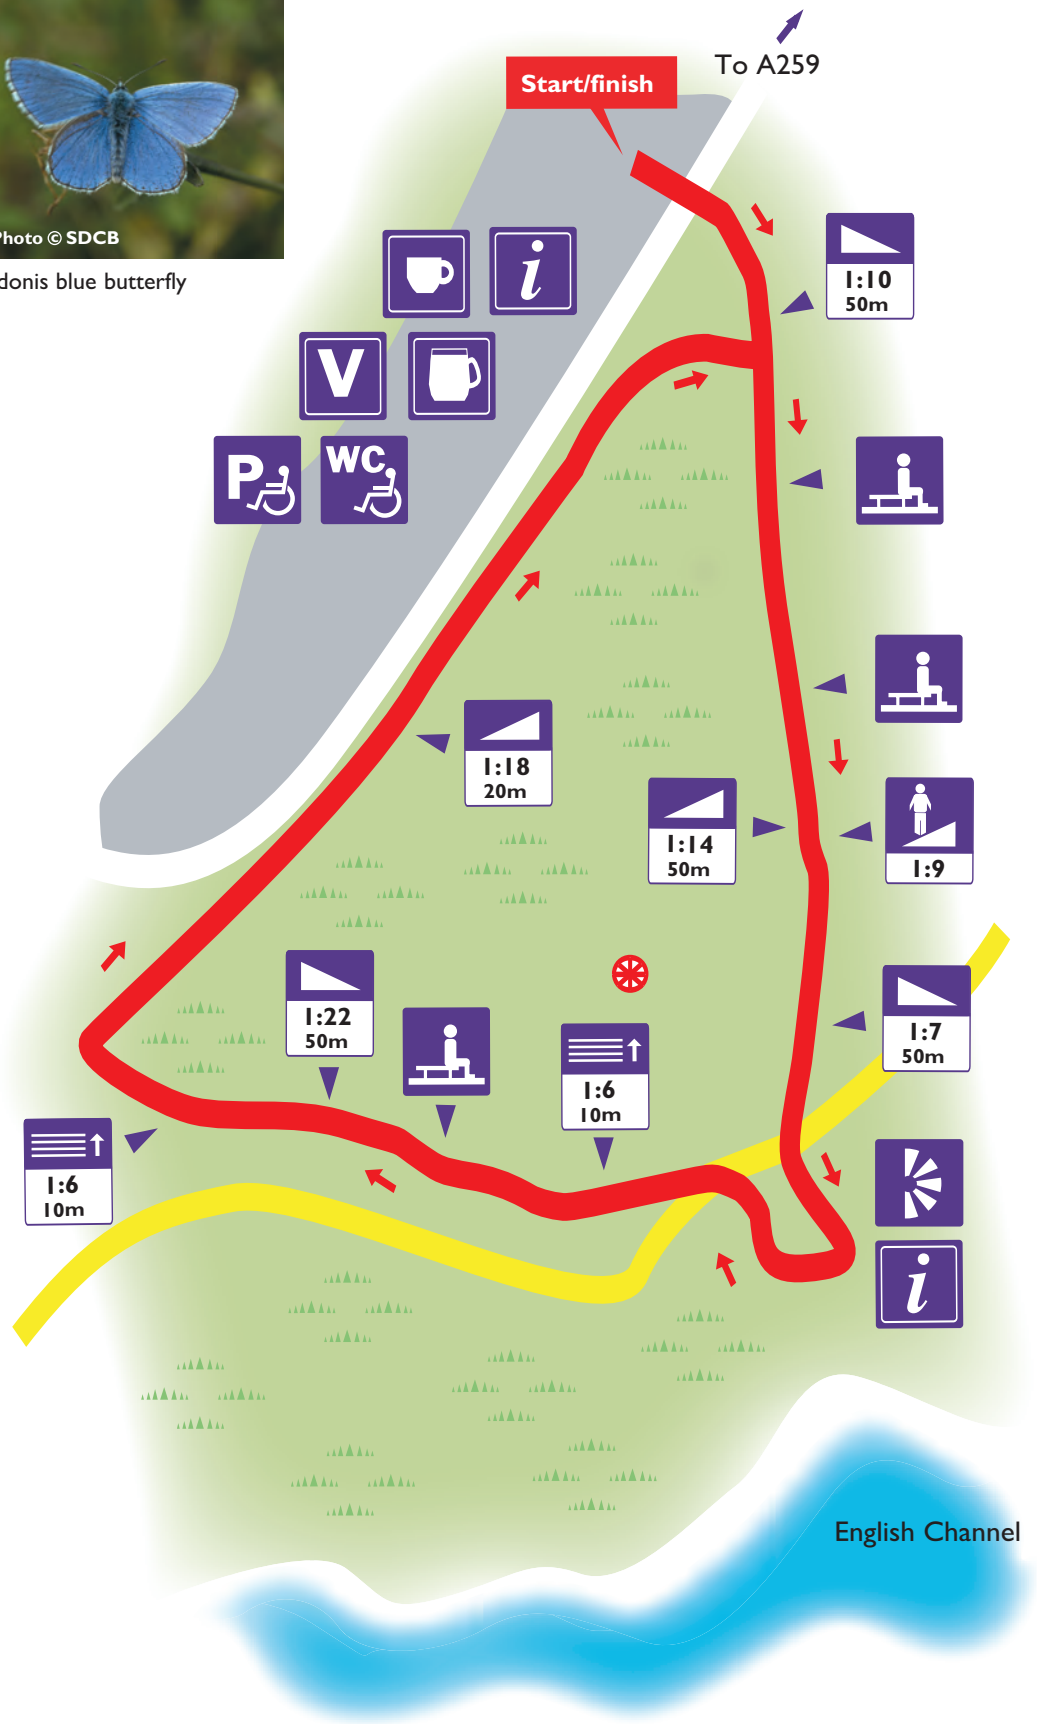 To A259
Start/finish
Photo © SDCB
donis blue butterfly
i
1:10
50m
V
P
WC
1:18
20m
1:14
50m
1:9
1:22
50m
1:7
50m
1:6
10m
1:6
10m
i
English Channel